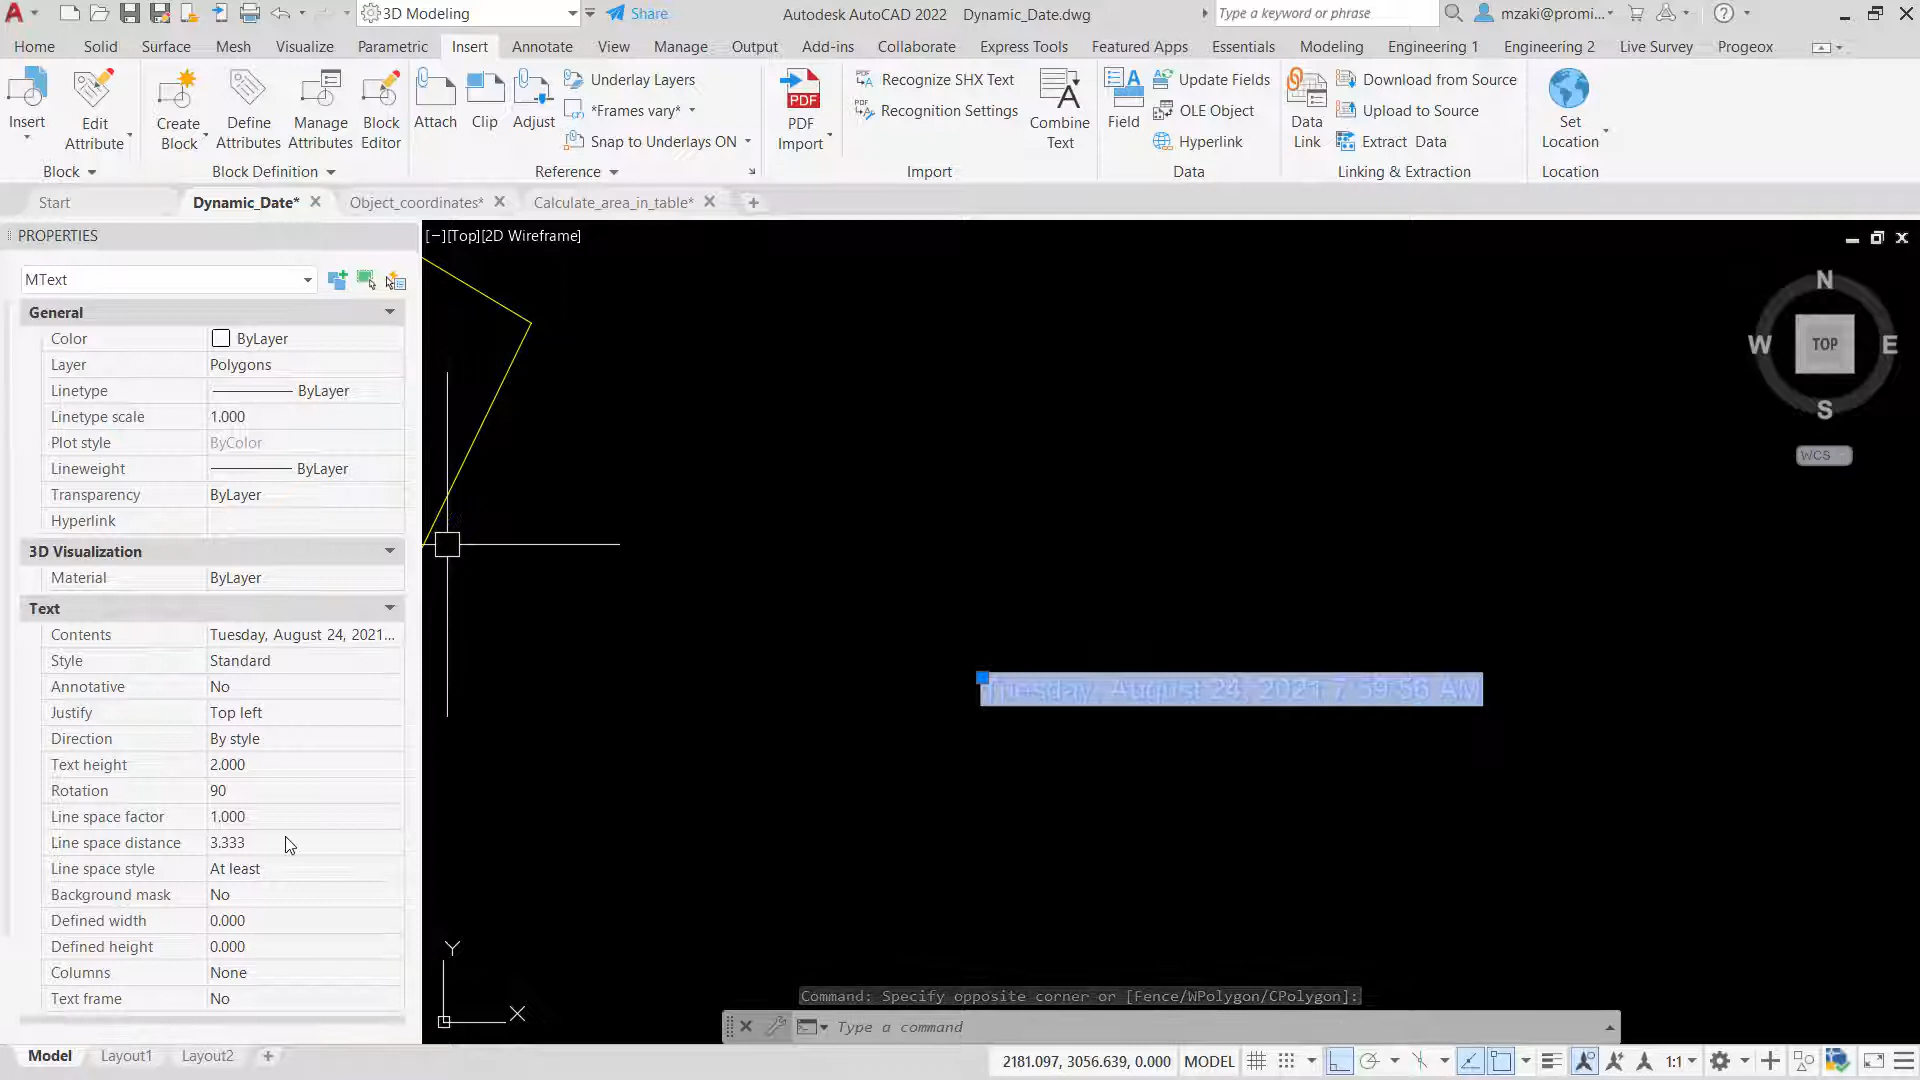 3D Modeling Share Autodesk AutoCAD 2022 Dynamic_Date.dwg Type a keyword or phrase mzaki@promi...
Home Solid Surface Mesh Visualize Parametric Insert Annotate View Manage Output Add-ins Collaborate Express Tools Featured Apps Essentials Modeling Engineering 1 Engineering 2 Live Survey Progeox
Underlay Layers Recognize SHX Text Update Fields Download from Source
*Frames vary* Recognition Settings OLE Object Upload to Source
Snap to Underlays ON Hyperlink Extract Data
Insert Edit Attribute Create Block Define Attributes Manage Attributes Block Editor Attach Clip Adjust PDF Import Combine Text Field Data Link Set Location
Block Block Definition Reference Import Data Linking & Extraction Location
Start Dynamic_Date* Object_coordinates* Calculate_area_in_table*
PROPERTIES
[−][Top][2D Wireframe]
MText
General
Color ByLayer
Layer Polygons
Linetype ByLayer
Linetype scale 1.000
Plot style ByColor
Lineweight ByLayer
Transparency ByLayer
Hyperlink
3D Visualization
Material ByLayer
Text
Contents Tuesday, August 24, 2021...
Style Standard
Annotative No
Justify Top left
Direction By style
Text height 2.000
Rotation 90
Line space factor 1.000
Line space distance 3.333
Line space style At least
Background mask No
Defined width 0.000
Defined height 0.000
Columns None
Text frame No
N
W TOP E
S
WCS
Tuesday, August 24, 2021 7:59:56 AM
Y
X
Command: Specify opposite corner or [Fence/WPolygon/CPolygon]:
Type a command
Model Layout1 Layout2
2181.097, 3056.639, 0.000 MODEL 1:1